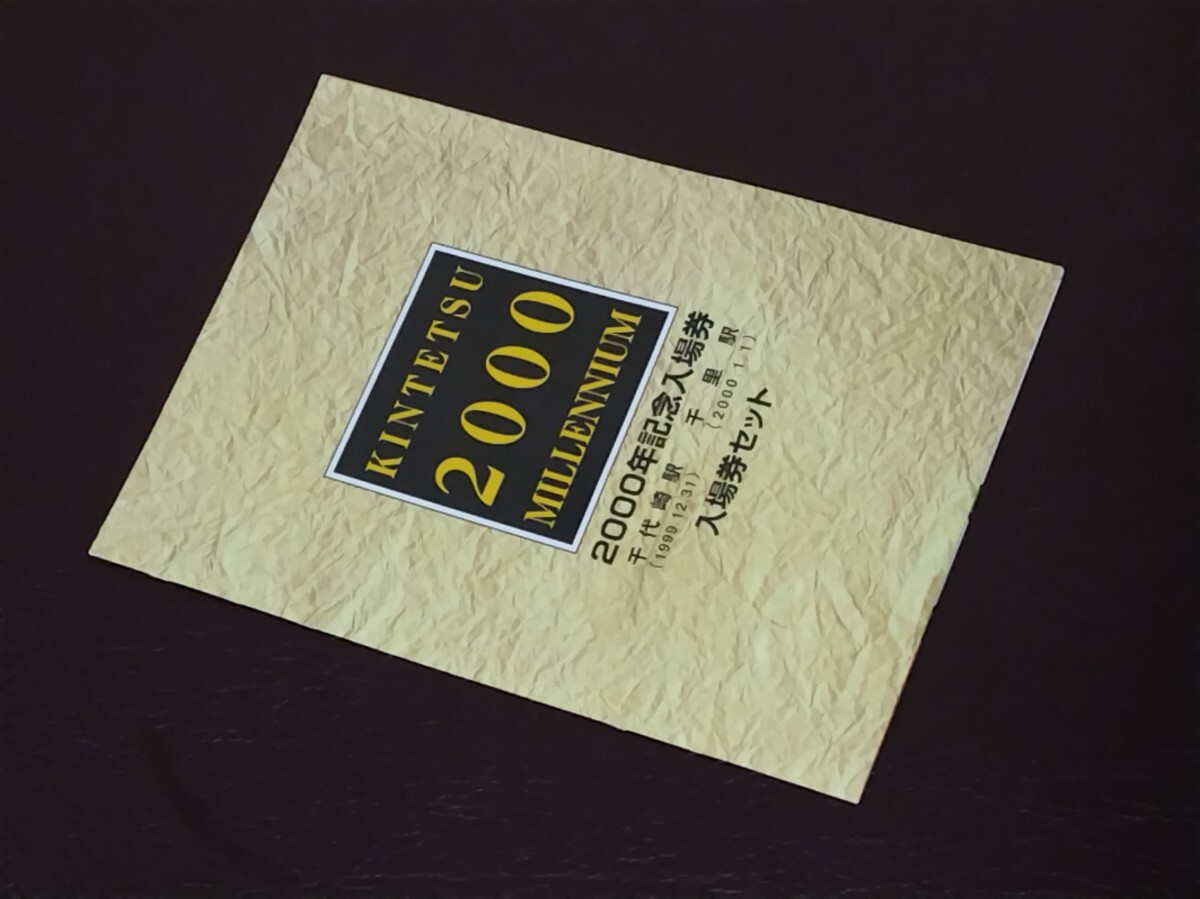 KINTETSU
2000
MILLENNIUM
2000年記念入場券
千代崎駅／千里駅
(1999.12.31) (2000.1.1)
入場券セット